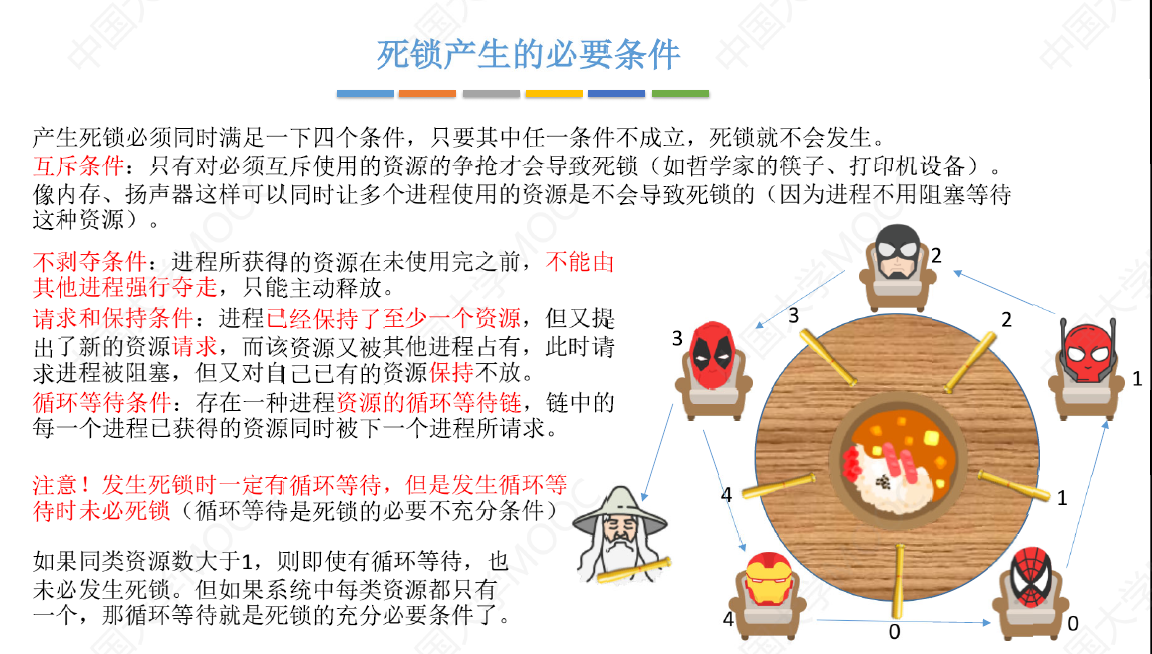 死锁产生的必要条件
产生死锁必须同时满足一下四个条件，只要其中任一条件不成立，死锁就不会发生。
互斥条件：只有对必须互斥使用的资源的争抢才会导致死锁（如哲学家的筷子、打印机设备）。
像内存、扬声器这样可以同时让多个进程使用的资源是不会导致死锁的（因为进程不用阻塞等待
这种资源）。
不剥夺条件：进程所获得的资源在未使用完之前，不能由
其他进程强行夺走，只能主动释放。
请求和保持条件：进程已经保持了至少一个资源，但又提
出了新的资源请求，而该资源又被其他进程占有，此时请
求进程被阻塞，但又对自己已有的资源保持不放。
循环等待条件：存在一种进程资源的循环等待链，链中的
每一个进程已获得的资源同时被下一个进程所请求。
注意！发生死锁时一定有循环等待，但是发生循环等
待时未必死锁（循环等待是死锁的必要不充分条件）
如果同类资源数大于1，则即使有循环等待，也
未必发生死锁。但如果系统中每类资源都只有
一个，那循环等待就是死锁的充分必要条件了。
2
3
2
3
1
4
1
4
0
0
中国大学MOOC